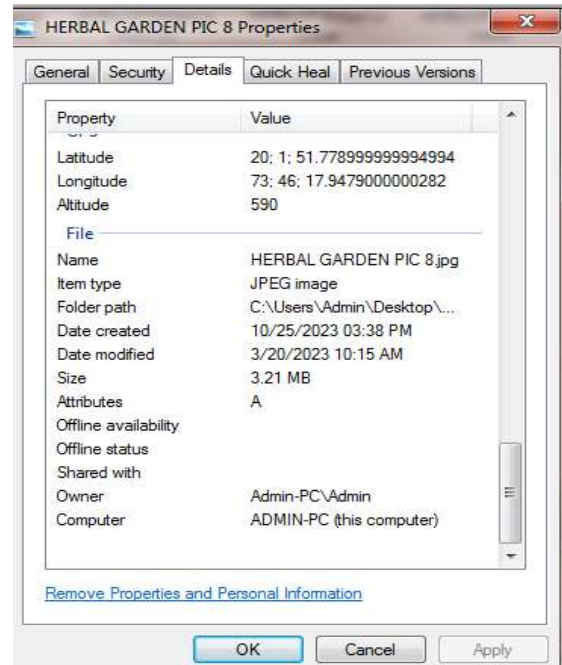 HERBAL GARDEN PIC 8 Properties
General Security Details Quick Heal Previous Versions
Property Value
Latitude 20; 1; 51.778999999994994
Longitude 73; 46; 17.9479000000282
Altitude 590
File
Name HERBAL GARDEN PIC 8.jpg
Item type JPEG image
Folder path C:\Users\Admin\Desktop\...
Date created 10/25/2023 03:38 PM
Date modified 3/20/2023 10:15 AM
Size 3.21 MB
Attributes A
Offline availability
Offline status
Shared with
Owner Admin-PC\Admin
Computer ADMIN-PC (this computer)
Remove Properties and Personal Information
OK Cancel Apply